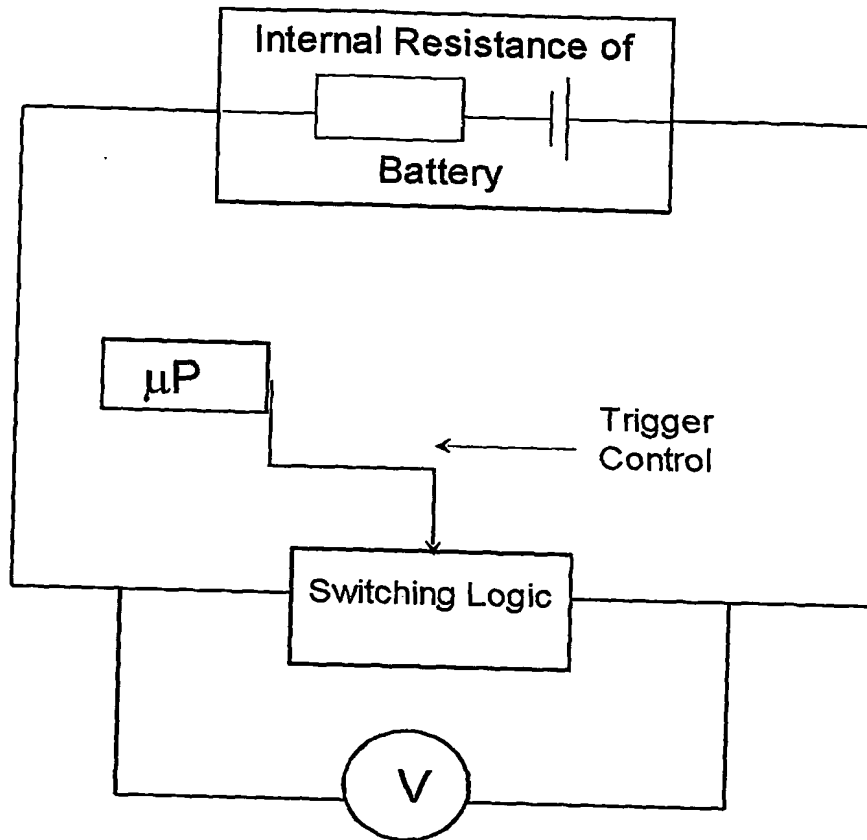 Internal Resistance of
Battery
μP
Trigger
Control
Switching Logic
V